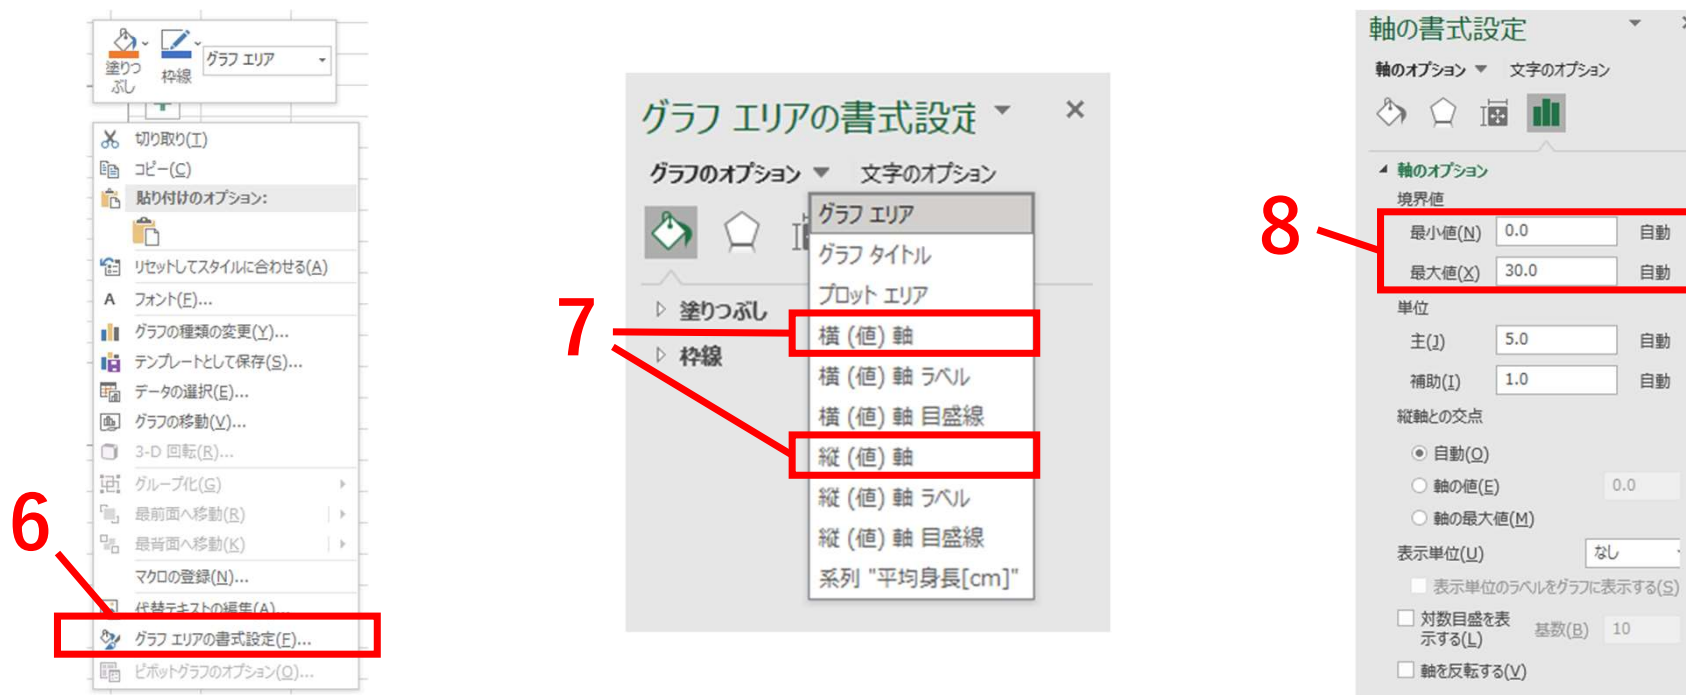 塗りつ
ぶし
枠線
グラフ エリア
切り取り(T)
コピー(C)
貼り付けのオプション:
リセットしてスタイルに合わせる(A)
A フォント(F)...
グラフの種類の変更(Y)...
テンプレートとして保存(S)...
データの選択(E)...
グラフの移動(V)...
3-D 回転(R)...
グループ化(G)
最前面へ移動(R)
最背面へ移動(K)
マクロの登録(N)...
代替テキストの編集(A)...
グラフ エリアの書式設定(F)...
ピボットグラフのオプション(O)...
6
グラフ エリアの書式設定
グラフのオプション
文字のオプション
塗りつぶし
枠線
グラフ エリア
グラフ タイトル
プロット エリア
横 (値) 軸
横 (値) 軸 ラベル
横 (値) 軸 目盛線
縦 (値) 軸
縦 (値) 軸 ラベル
縦 (値) 軸 目盛線
系列 "平均身長[cm]"
7
軸の書式設定
軸のオプション
文字のオプション
軸のオプション
境界値
最小値(N) 0.0 自動
最大値(X) 30.0 自動
単位
主(J) 5.0 自動
補助(I) 1.0 自動
縦軸との交点
自動(O)
軸の値(E) 0.0
軸の最大値(M)
表示単位(U) なし
表示単位のラベルをグラフに表示する(S)
対数目盛を表
示する(L)
基数(B) 10
軸を反転する(V)
8